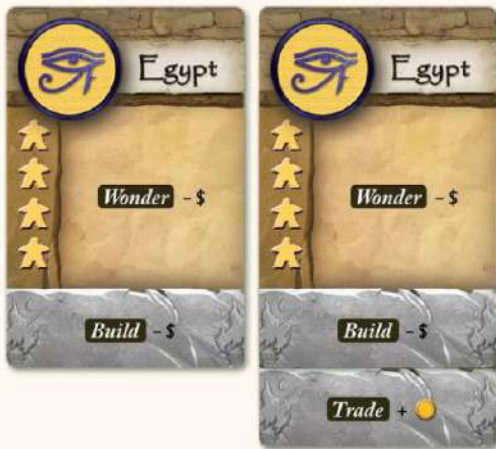 Egypt
Wonder - $
Build - $
Egypt
Wonder - $
Build - $
Trade +